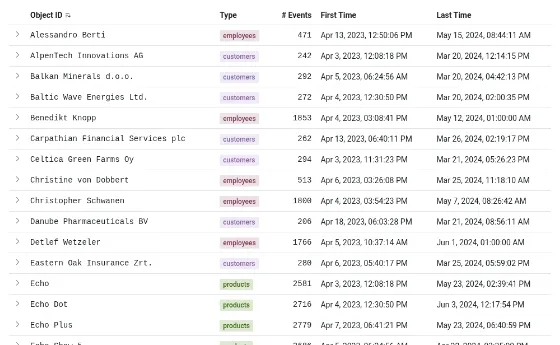 Object ID Type # Events First Time Last Time
Alessandro Berti employees 471 Apr 13, 2023, 12:50:06 PM May 15, 2024, 08:44:11 AM
AlpenTech Innovations AG customers 242 Apr 3, 2023, 12:08:18 PM Mar 20, 2024, 12:14:15 PM
Balkan Minerals d.o.o. customers 292 Apr 5, 2023, 06:24:56 AM Mar 20, 2024, 04:42:13 PM
Baltic Wave Energies Ltd. customers 272 Apr 4, 2023, 12:30:50 PM Mar 20, 2024, 02:00:35 PM
Benedikt Knopp employees 1853 Apr 4, 2023, 03:08:41 PM May 12, 2024, 01:00:00 AM
Carpathian Financial Services plc customers 262 Apr 13, 2023, 06:40:11 PM Mar 26, 2024, 02:19:17 PM
Celtica Green Farms Oy customers 294 Apr 3, 2023, 11:31:23 PM Mar 21, 2024, 05:26:23 PM
Christine von Dobbert employees 513 Apr 6, 2023, 03:26:08 PM Mar 25, 2024, 11:18:10 AM
Christopher Schwanen employees 1800 Apr 4, 2023, 03:54:23 PM May 7, 2024, 08:26:42 AM
Danube Pharmaceuticals BV customers 206 Apr 18, 2023, 06:03:28 PM Mar 21, 2024, 08:56:11 AM
Detlef Wetzeler employees 1766 Apr 5, 2023, 10:37:14 AM Jun 1, 2024, 01:00:00 AM
Eastern Oak Insurance Zrt. customers 280 Apr 6, 2023, 05:40:17 PM Mar 25, 2024, 05:59:02 PM
Echo products 2581 Apr 3, 2023, 12:08:18 PM May 23, 2024, 02:39:41 PM
Echo Dot products 2716 Apr 4, 2023, 12:30:50 PM Jun 3, 2024, 12:17:54 PM
Echo Plus products 2779 Apr 7, 2023, 06:41:21 PM May 23, 2024, 06:40:59 PM